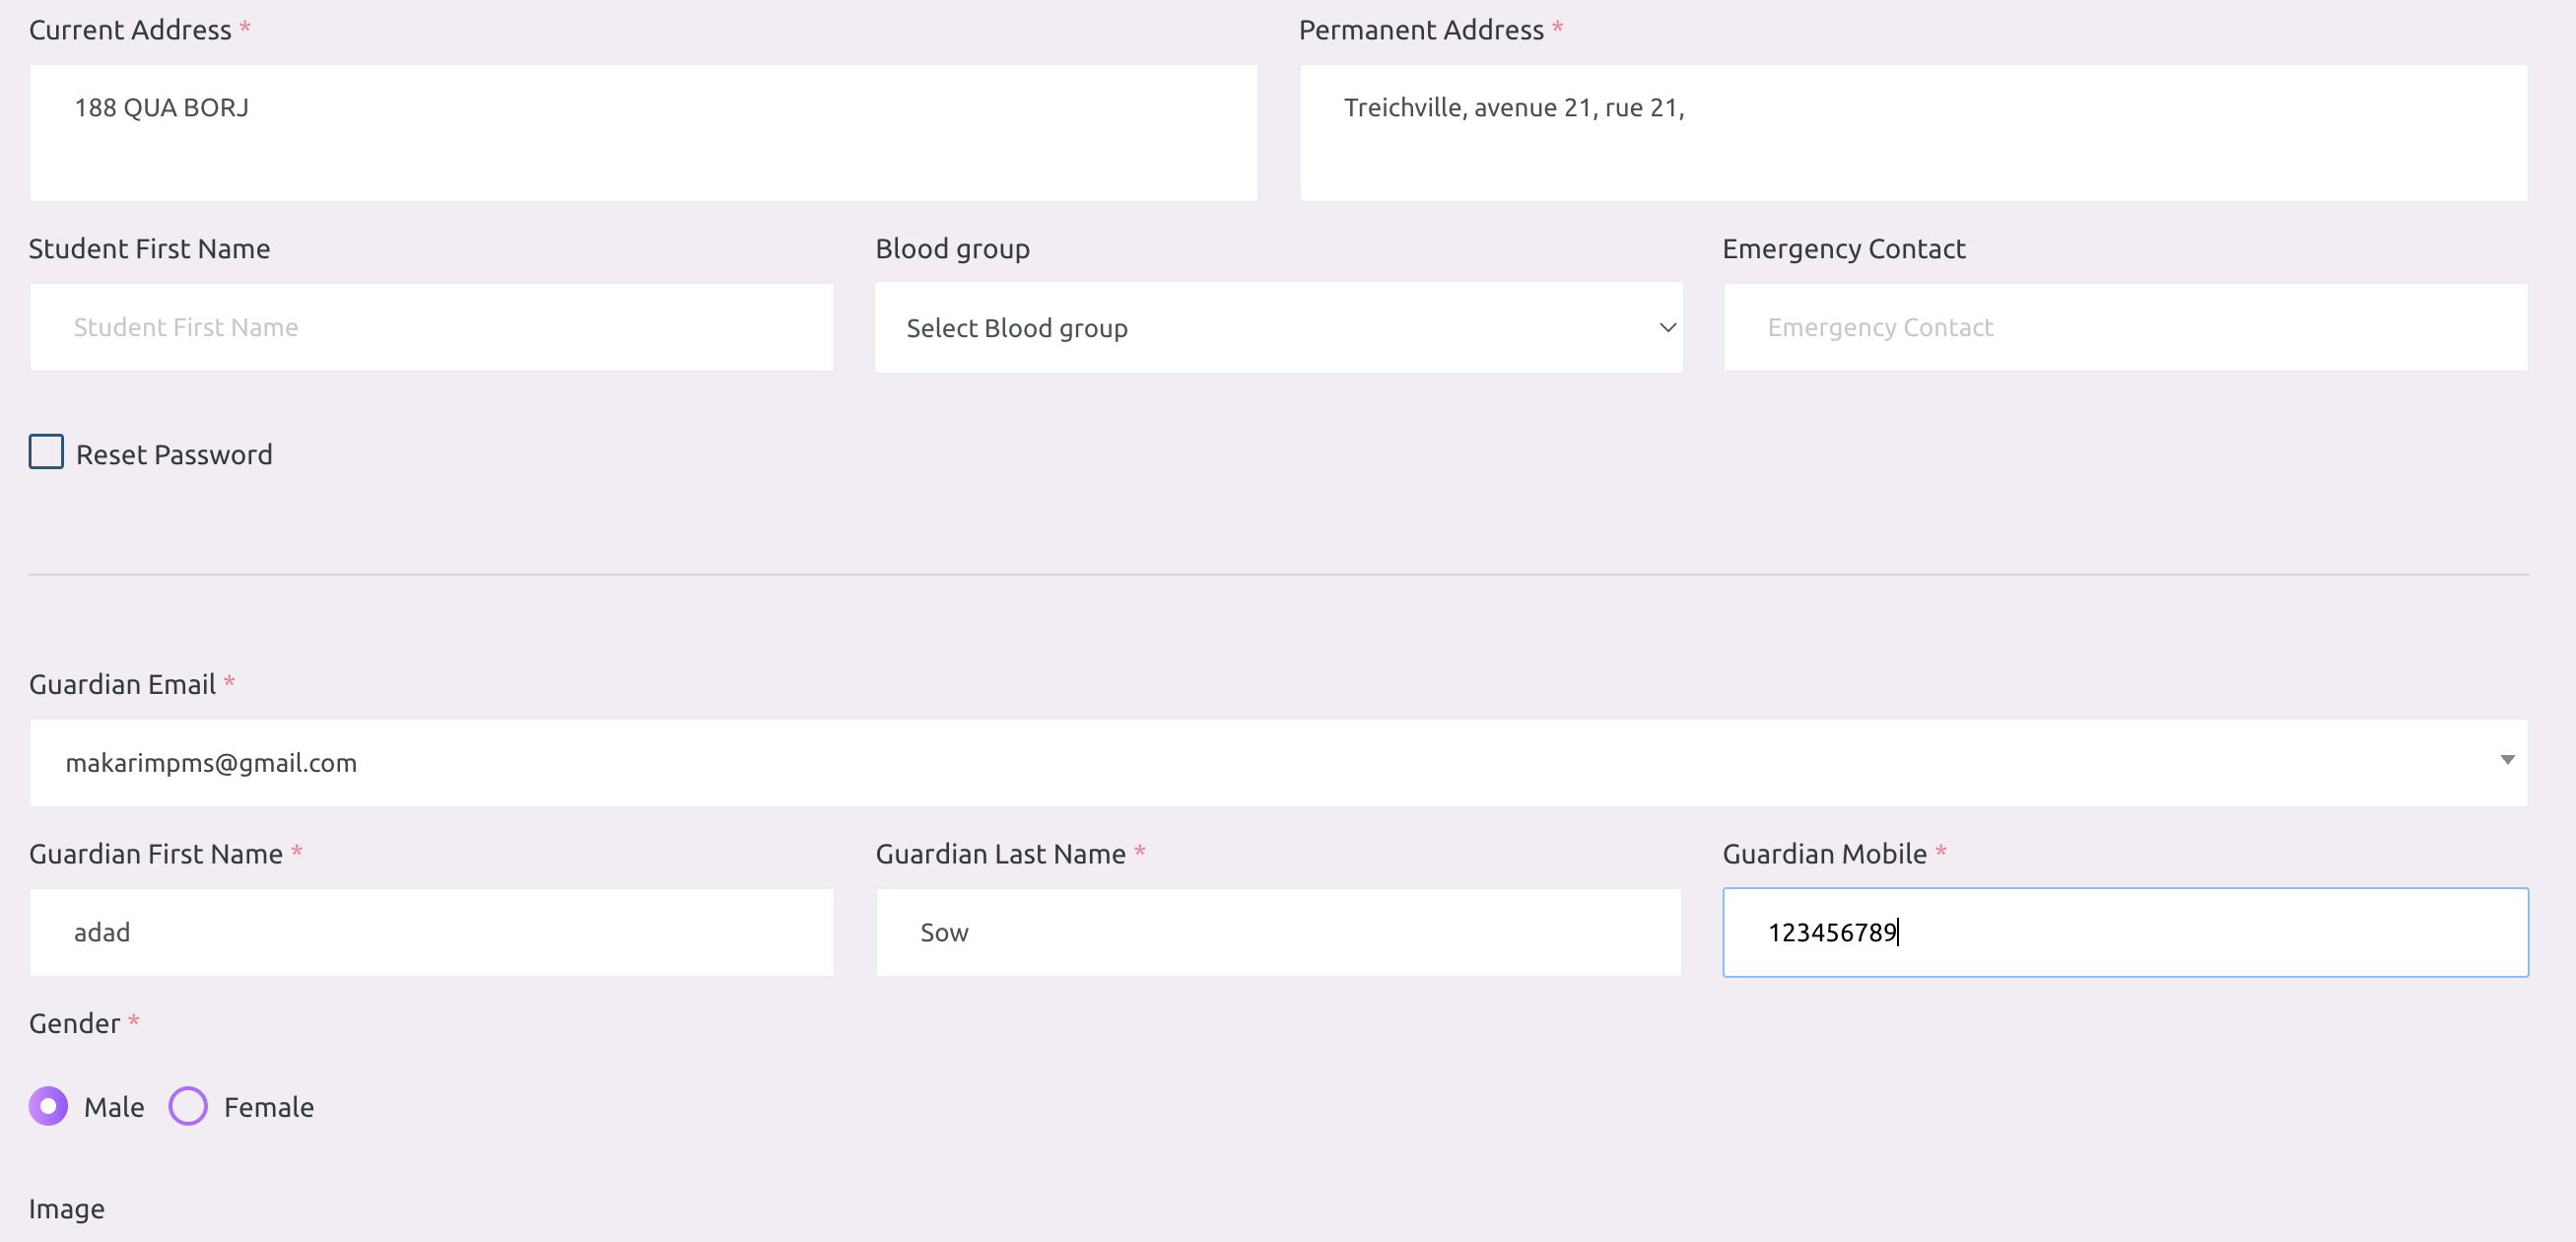 Current Address *
Permanent Address *
188 QUA BORJ
Treichville, avenue 21, rue 21,
Student First Name
Blood group
Emergency Contact
Student First Name
Select Blood group
Emergency Contact
Reset Password
Guardian Email *
makarimpms@gmail.com
Guardian First Name *
Guardian Last Name *
Guardian Mobile *
adad
Sow
123456789
Gender *
Male
Female
Image